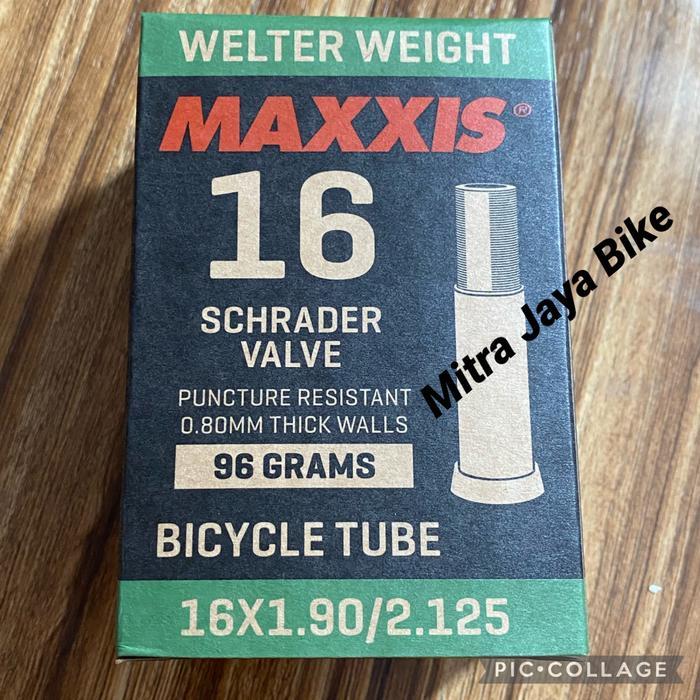 WELTER WEIGHT
MAXXIS®
16
SCHRADER
VALVE
PUNCTURE RESISTANT
0.80MM THICK WALLS
96 GRAMS
BICYCLE TUBE
16X1.90/2.125
Mitra Jaya Bike
PIC•COLLAGE